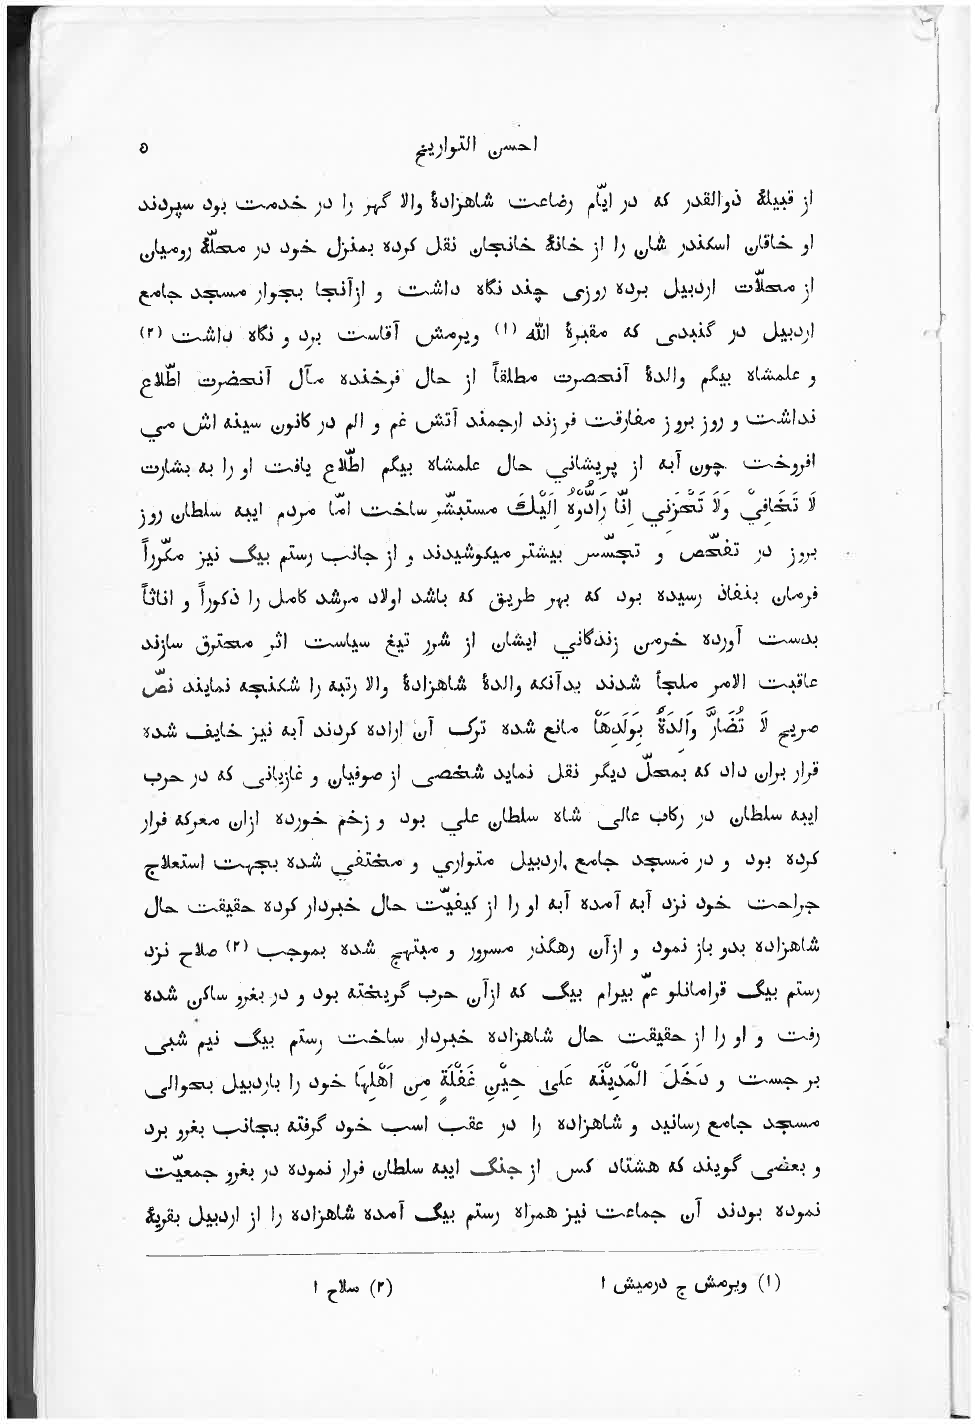 احسن التواریخ ٥
از قبیلهٔ ذوالقدر که در ایّام رضاعت شاهزادهٔ والا گهر را در خدمت بود سپردند
او خاقان اسکندر شان را از خانهٔ خانجان نقل کرده بمنزل خود در محلّهٔ رومیان
از محلّات اردبیل برده روزی چند نگاه داشت و ازآنجا بجوار مسجد جامع
اردبیل در گنبدی که مقبرهٔ الله (۱) ویرمش آقاست برد و نگاه داشت (۲)
و علمشاه بیگم والدهٔ آنحصرت مطلقاً از حال فرخنده مآل آنحضرت اطّلاع
نداشت و روز بروز مفارقت فرزند ارجمند آتش غم و الم در کانون سینه اش مي
افروخت چون آبه از پریشاني حال علمشاه بیگم اطّلاع یافت او را به بشارت
لَا تَخَافِيْ وَلَا تَحْزَنِي اِنَّا رَادُّوْهُ اِلَيْكَ مستبشّر ساخت امّا مردم ایبه سلطان روز
بروز در تفحّص و تجسّس بیشتر میکوشیدند و از جانب رستم بیگ نیز مکّرراً
فرمان بنفاذ رسیده بود که بهر طریق که باشد اولاد مرشد کامل را ذکوراً و اناثاً
بدست آورده خرمن زندگاني ایشان از شرر تیغ سیاست اثر محترق سازند
عاقبت الامر ملجأ شدند بدآنکه والدهٔ شاهزادهٔ والا رتبه را شکنجه نمایند نصّ
صریح لَا تُضَارَّ وَالِدَةٌ بِوَلَدِهَا مانع شده ترک آن اراده کردند آبه نیز خایف شده
قرار بران داد که بمحلّ دیگر نقل نماید شخصی از صوفیان و غازیانی که در حرب
ایبه سلطان در رکاب عالی شاه سلطان علي بود و زخم خورده ازان معرکه فرار
کرده بود و در مسجد جامع اردبیل متواري و مختفي شده بجهت استعلاج
جراحت خود نزد آبه آمده آبه او را از کیفیّت حال خبردار کرده حقیقت حال
شاهزاده بدو باز نمود و ازآن رهگذر مسرور و مبتهج شده بموجب (۲) صلاح نزد
رستم بیگ قرامانلو عمّ بیرام بیگ که ازآن حرب گریخته بود و در بغرو ساکن شده
رفت و او را از حقیقت حال شاهزاده خبردار ساخت رستم بیگ نیم شبی
بر جست و دَخَلَ الْمَدِيْنَه عَلىٰ حِيْنِ غَفْلَةٍ مِن اَهْلِهَا خود را باردبیل بحوالی
مسجد جامع رسانید و شاهزاده را در عقب اسب خود گرفته بجانب بغرو برد
و بعضی گویند که هشتاد کس از جنگ ایبه سلطان فرار نموده در بغرو جمعیّت
نموده بودند آن جماعت نیز همراه رستم بیگ آمده شاهزاده را از اردبیل بقریهٔ
(۱) ویرمش ج درمیش ا (۲) سلاح ا